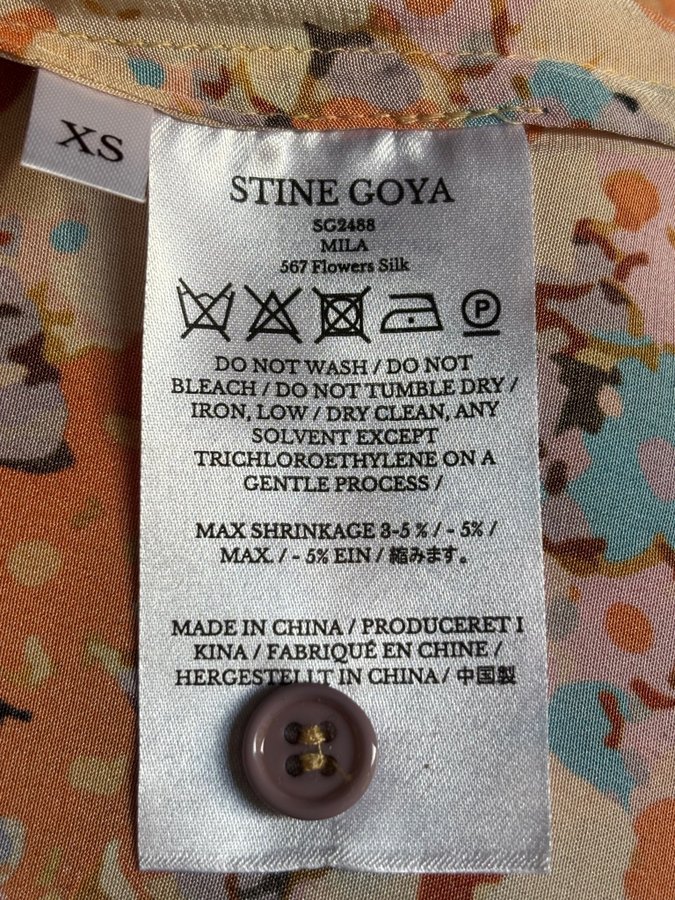 XS
STINE GOYA
SG2488
MILA
567 Flowers Silk
P
DO NOT WASH / DO NOT
BLEACH / DO NOT TUMBLE DRY /
IRON, LOW / DRY CLEAN, ANY
SOLVENT EXCEPT
TRICHLOROETHYLENE ON A
GENTLE PROCESS /
MAX SHRINKAGE 3-5 % / - 5% /
MAX. / - 5% EIN / 縮みます。
MADE IN CHINA / PRODUCERET I
KINA / FABRIQUÉ EN CHINE /
HERGESTELLT IN CHINA / 中国製